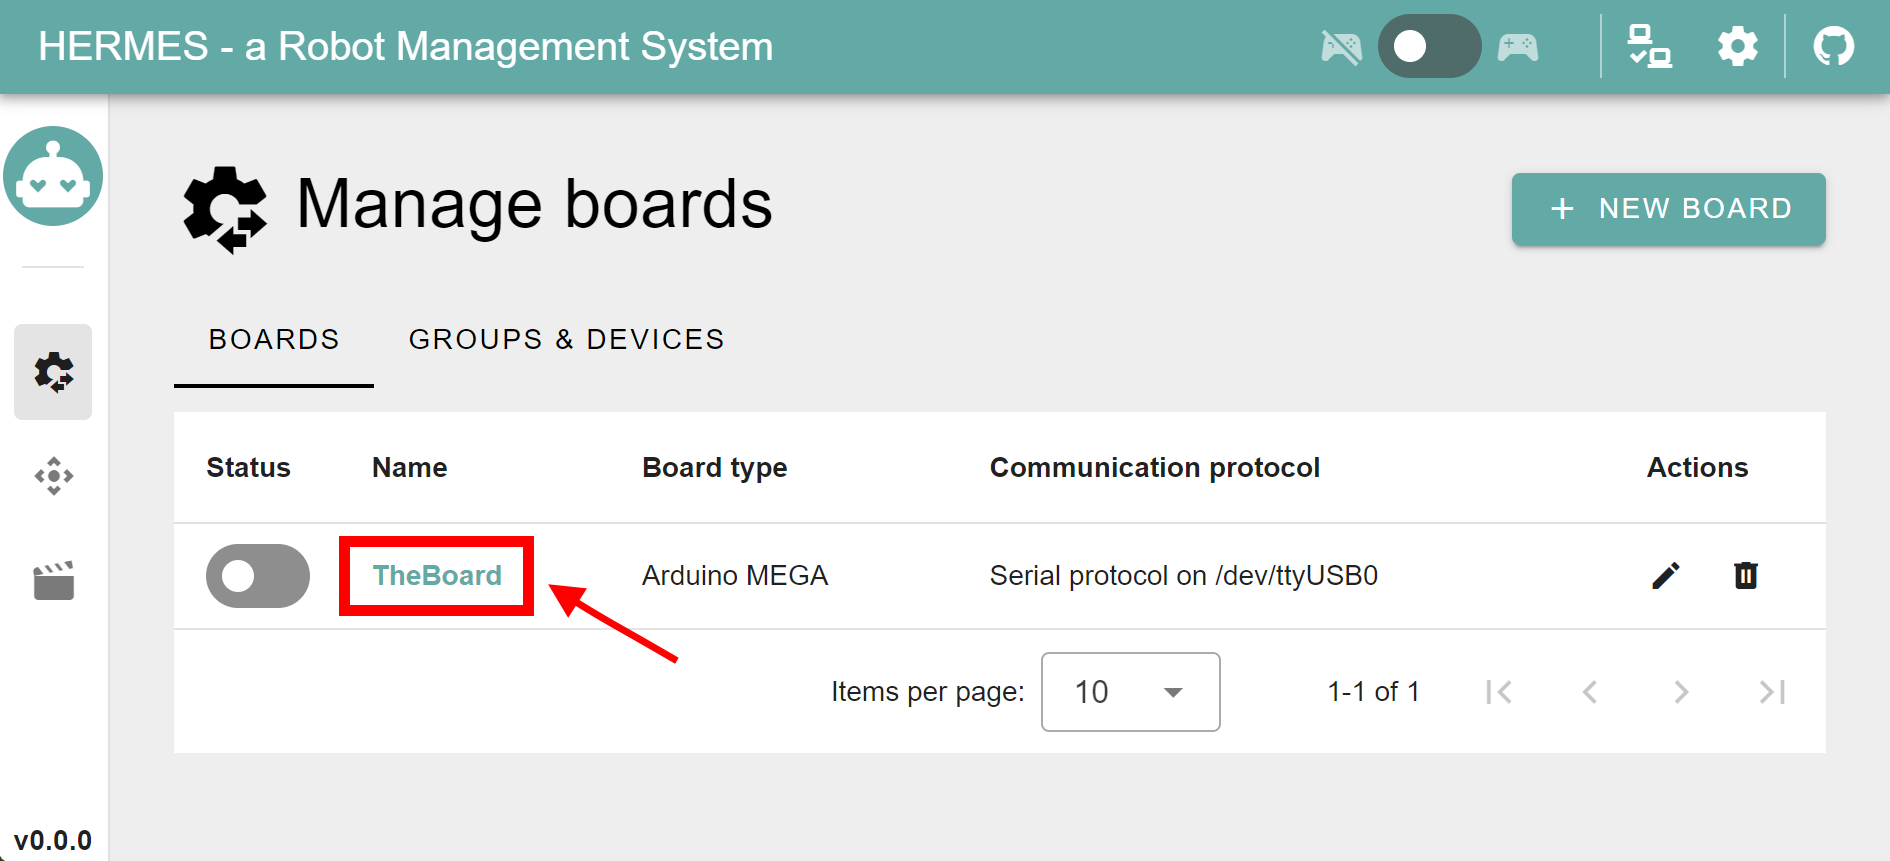 HERMES - a Robot Management System
Manage boards
+ NEW BOARD
BOARDS GROUPS & DEVICES
Status Name Board type Communication protocol Actions
TheBoard Arduino MEGA Serial protocol on /dev/ttyUSB0
Items per page: 10 1-1 of 1
v0.0.0